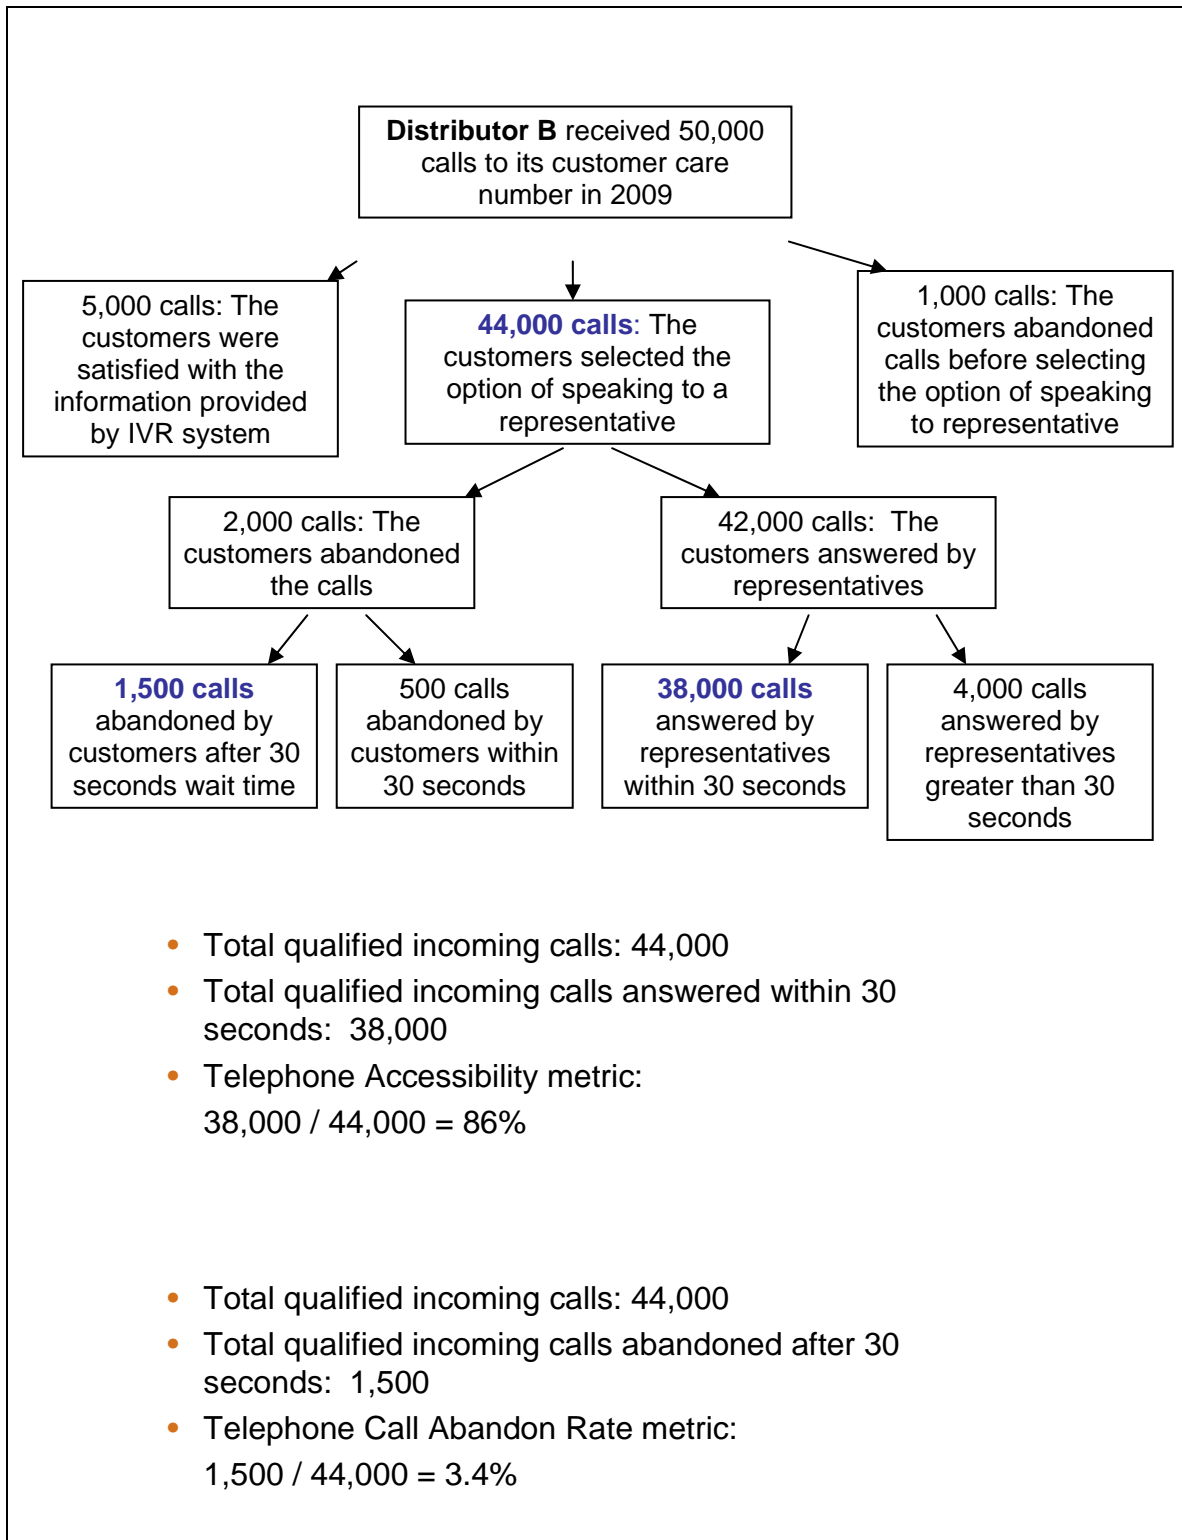 Distributor B received 50,000
calls to its customer care
number in 2009
5,000 calls: The
customers were
satisfied with the
information provided
by IVR system
44,000 calls: The
customers selected the
option of speaking to a
representative
1,000 calls: The
customers abandoned
calls before selecting
the option of speaking
to representative
2,000 calls: The
customers abandoned
the calls
42,000 calls:  The
customers answered by
representatives
1,500 calls
abandoned by
customers after 30
seconds wait time
500 calls
abandoned by
customers within
30 seconds
38,000 calls
answered by
representatives
within 30 seconds
4,000 calls
answered by
representatives
greater than 30
seconds
• Total qualified incoming calls: 44,000
• Total qualified incoming calls answered within 30
seconds:  38,000
• Telephone Accessibility metric:
38,000 / 44,000 = 86%
• Total qualified incoming calls: 44,000
• Total qualified incoming calls abandoned after 30
seconds:  1,500
• Telephone Call Abandon Rate metric:
1,500 / 44,000 = 3.4%